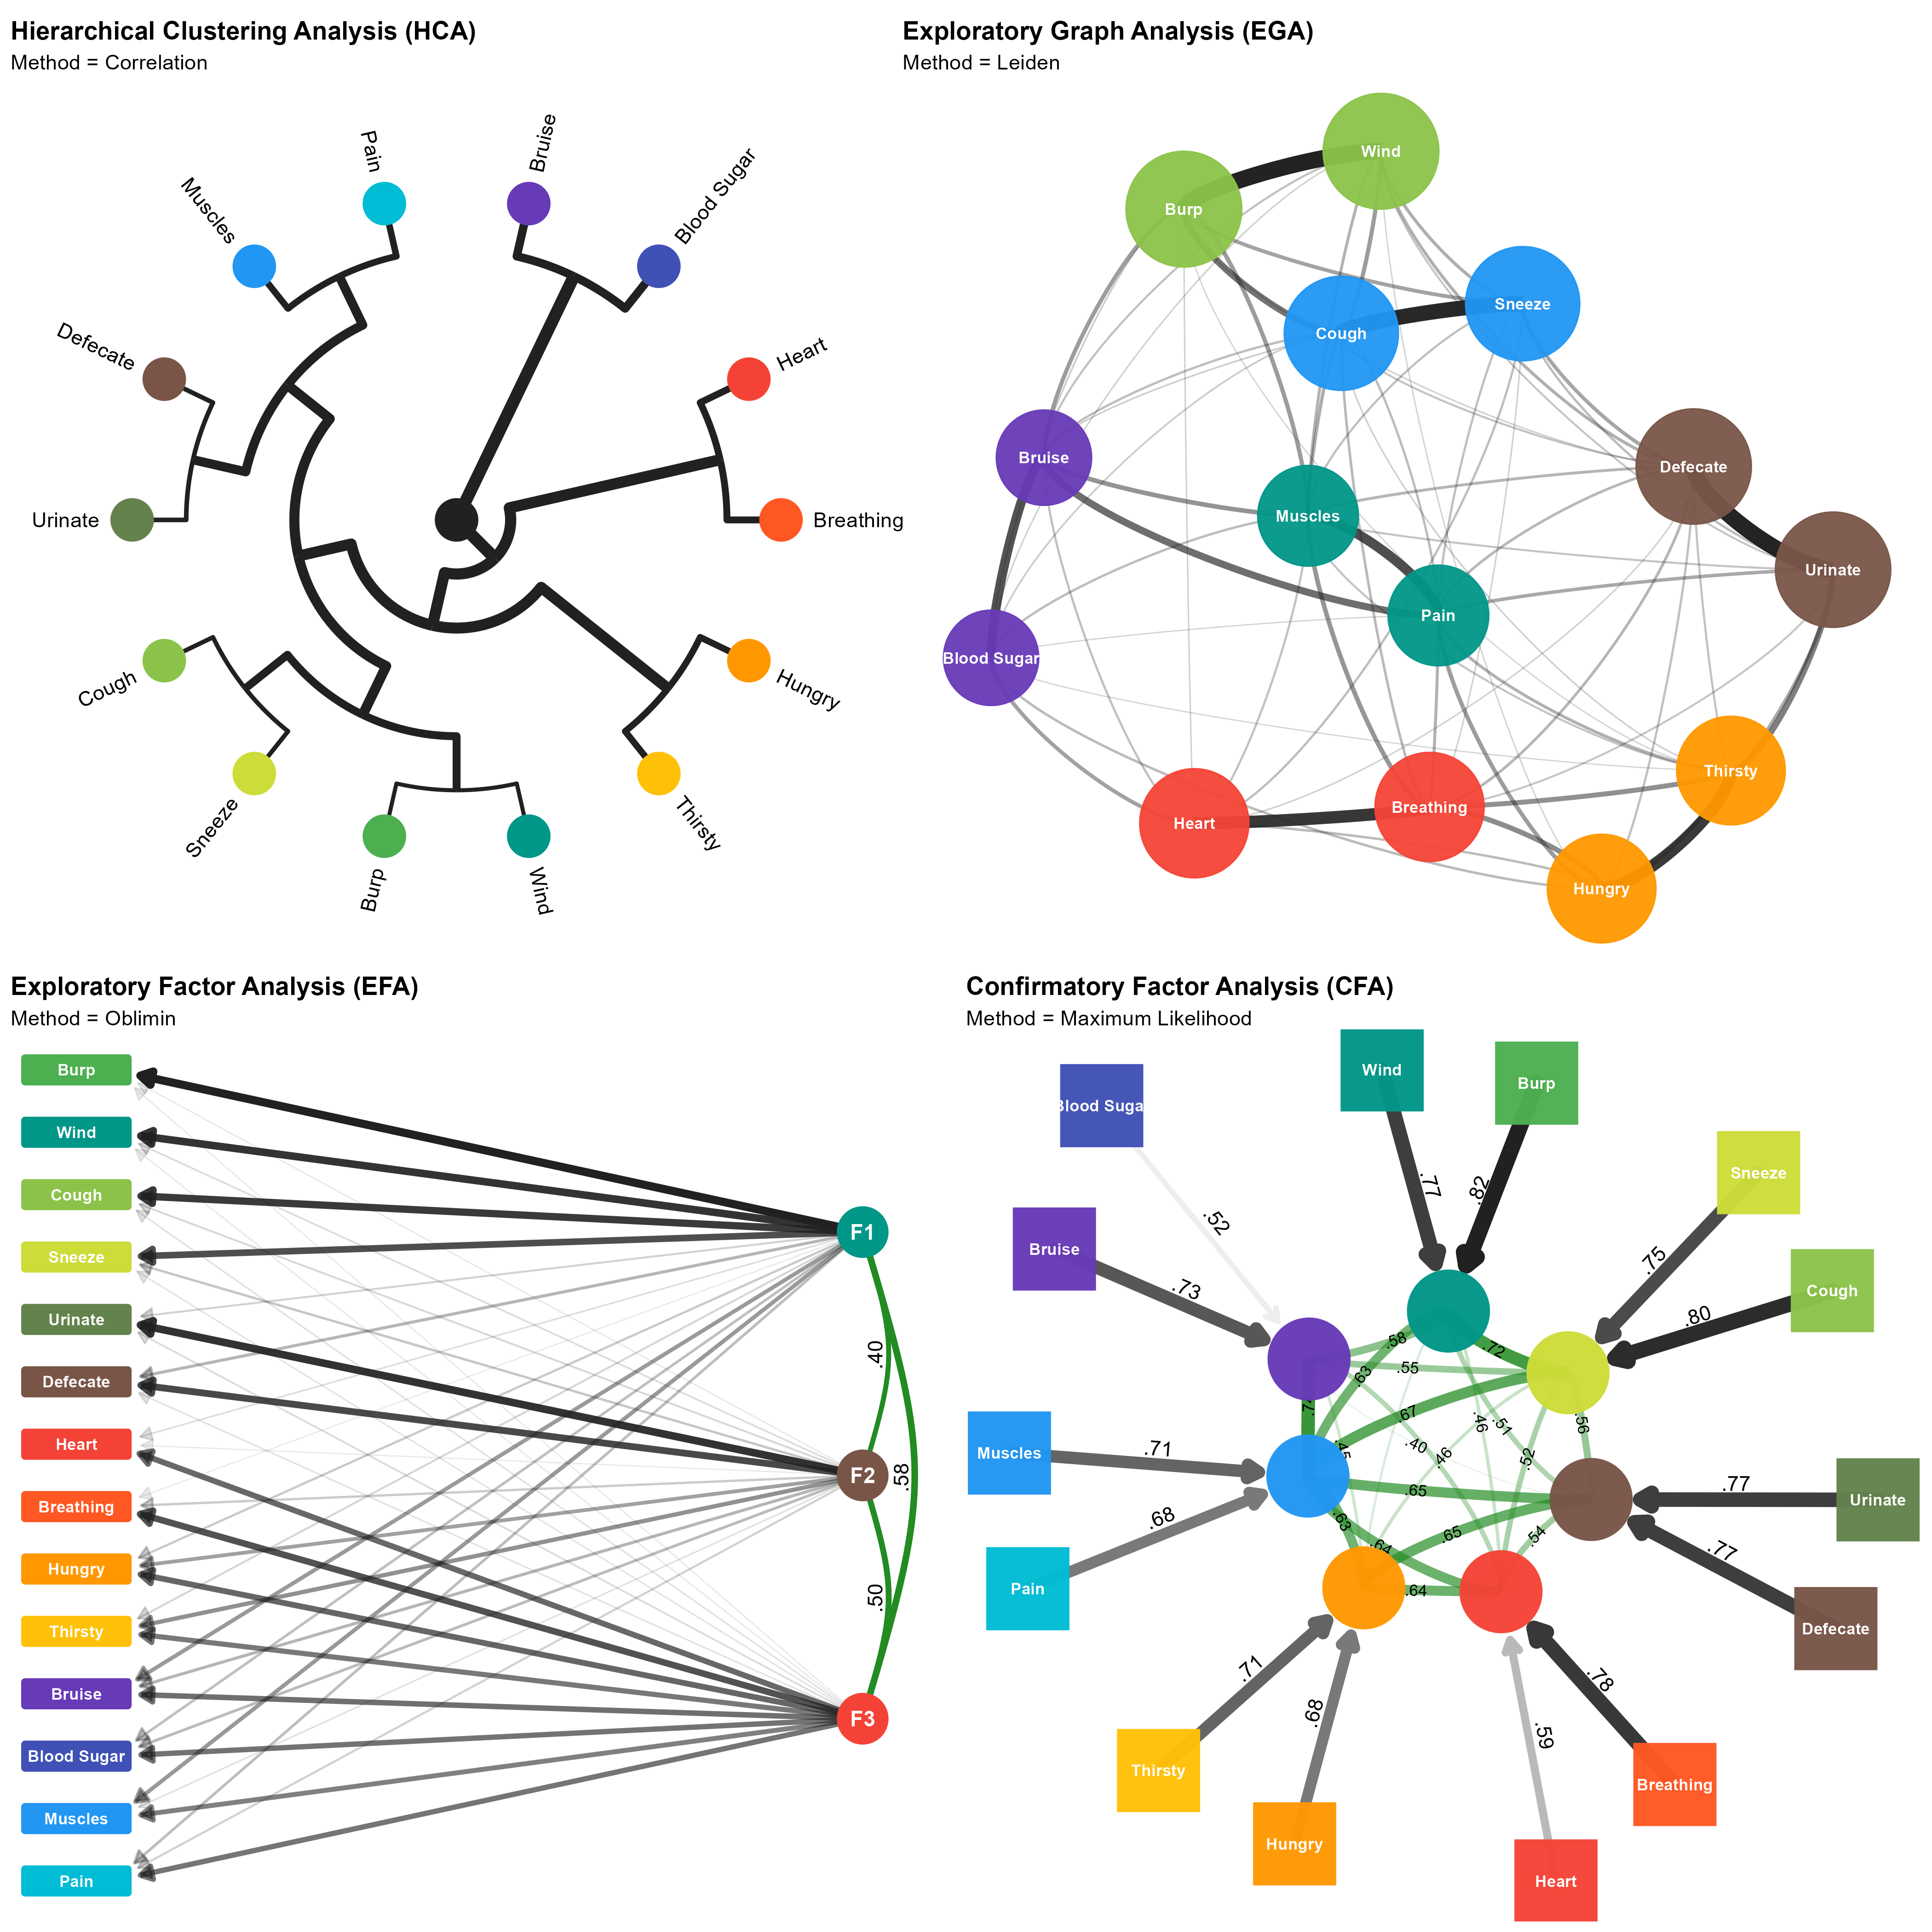 Hierarchical Clustering Analysis (HCA)
Method = Correlation
Pain
Bruise
Muscles
Blood Sugar
Defecate
Heart
Urinate
Breathing
Cough
Hungry
Sneeze
Thirsty
Burp
Wind
Exploratory Graph Analysis (EGA)
Method = Leiden
Wind
Burp
Sneeze
Cough
Bruise
Defecate
Muscles
Urinate
Pain
Blood Sugar
Thirsty
Breathing
Heart
Hungry
Exploratory Factor Analysis (EFA)
Method = Oblimin
Burp
Wind
Cough
Sneeze
Urinate
Defecate
Heart
Breathing
Hungry
Thirsty
Bruise
Blood Sugar
Muscles
Pain
F1
F2
F3
.40
.58
.50
Confirmatory Factor Analysis (CFA)
Method = Maximum Likelihood
Wind
Burp
Blood Suga
Sneeze
Bruise
Cough
Muscles
Urinate
Pain
Defecate
Thirsty
Breathing
Hungry
Heart
.77
.82
.52
.75
.73
.80
.71
.77
.68
.77
.71
.68
.59
.78
.58
.72
.55
.63
.67
.46
.51
.56
.40
.45
.46
.52
.65
.63
.65
.54
.64
.64